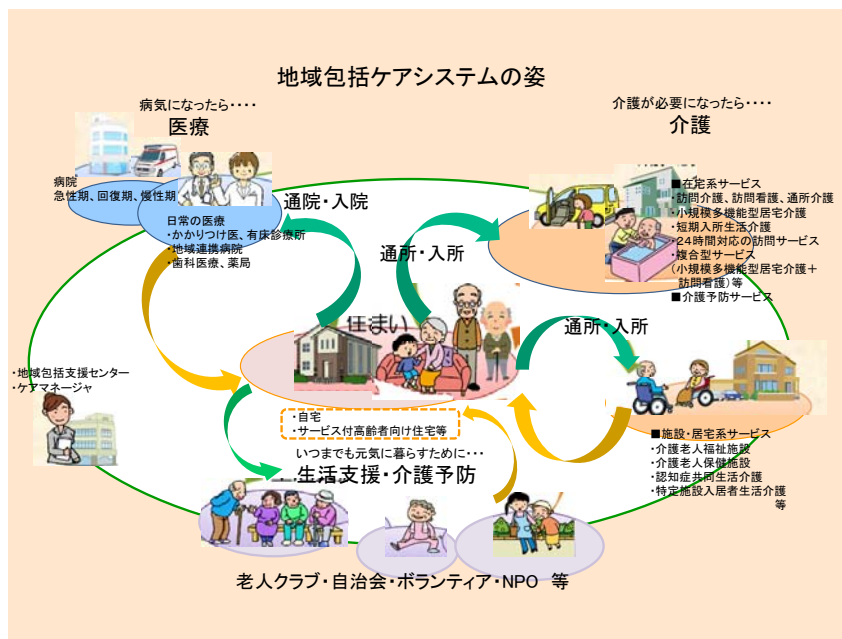 地域包括ケアシステムの姿
病気になったら・・・・
医療
介護が必要になったら・・・・
介護
病院
急性期、回復期、慢性期
日常の医療
・かかりつけ医、有床診療所
・地域連携病院
・歯科医療、薬局
通院・入院
通所・入所
■在宅系サービス
・訪問介護、訪問看護、通所介護
・小規模多機能型居宅介護
・短期入所生活介護
・24時間対応の訪問サービス
・複合型サービス
(小規模多機能型居宅介護＋
訪問看護)等
■介護予防サービス
住まい
通所・入所
・地域包括支援センター
・ケアマネージャ
・自宅
・サービス付高齢者向け住宅等
■施設・居宅系サービス
・介護老人福祉施設
・介護老人保健施設
・認知症共同生活介護
・特定施設入居者生活介護
等
いつまでも元気に暮らすために・・・
生活支援・介護予防
老人クラブ・自治会・ボランティア・NPO 等